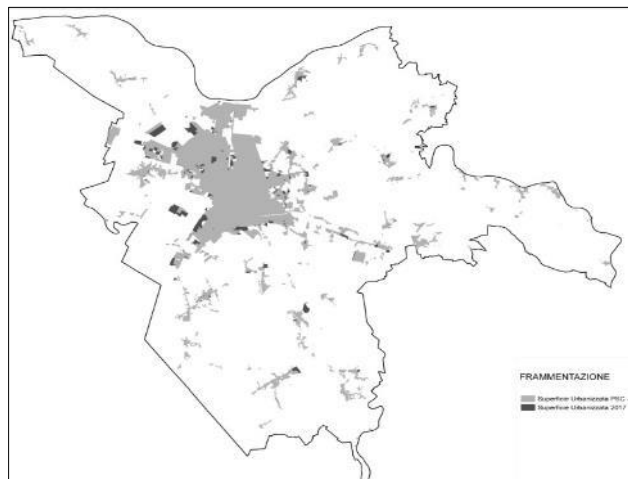 FRAMMENTAZIONE
Superficie Urbanizzata PSC
Superficie Urbanizzata 2017